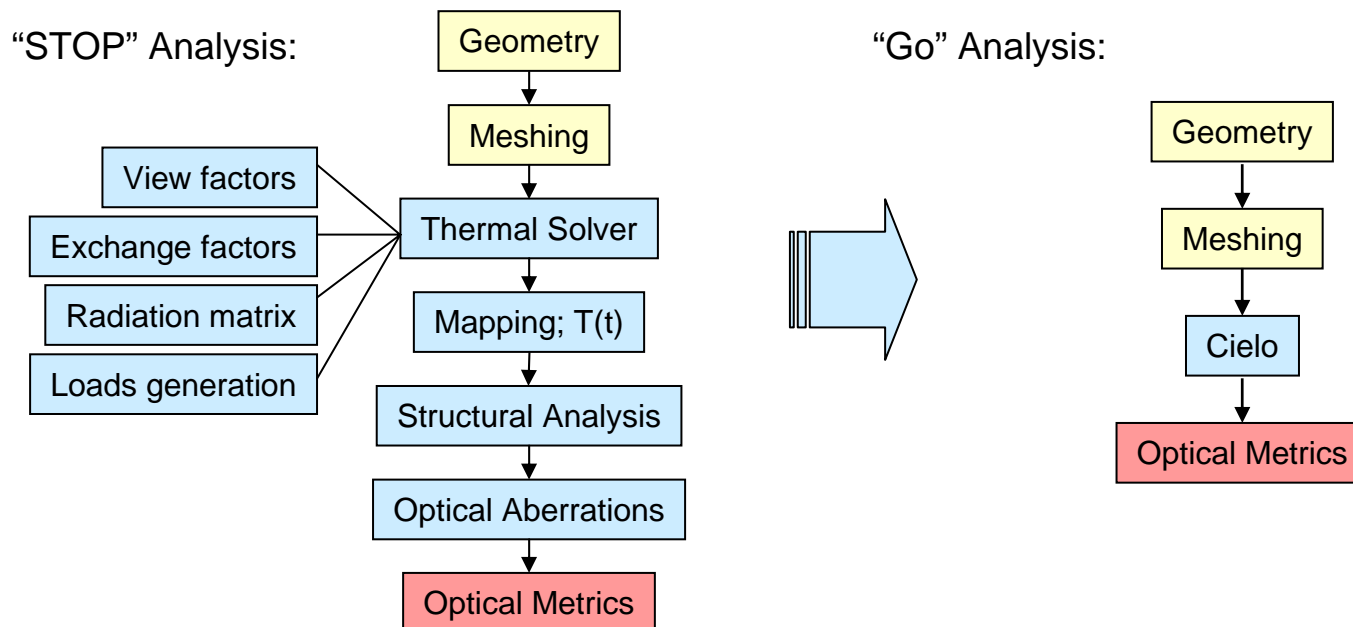 “STOP” Analysis:
Geometry
Meshing
View factors
Exchange factors
Radiation matrix
Loads generation
Thermal Solver
Mapping; T(t)
Structural Analysis
Optical Aberrations
Optical Metrics
“Go” Analysis:
Geometry
Meshing
Cielo
Optical Metrics